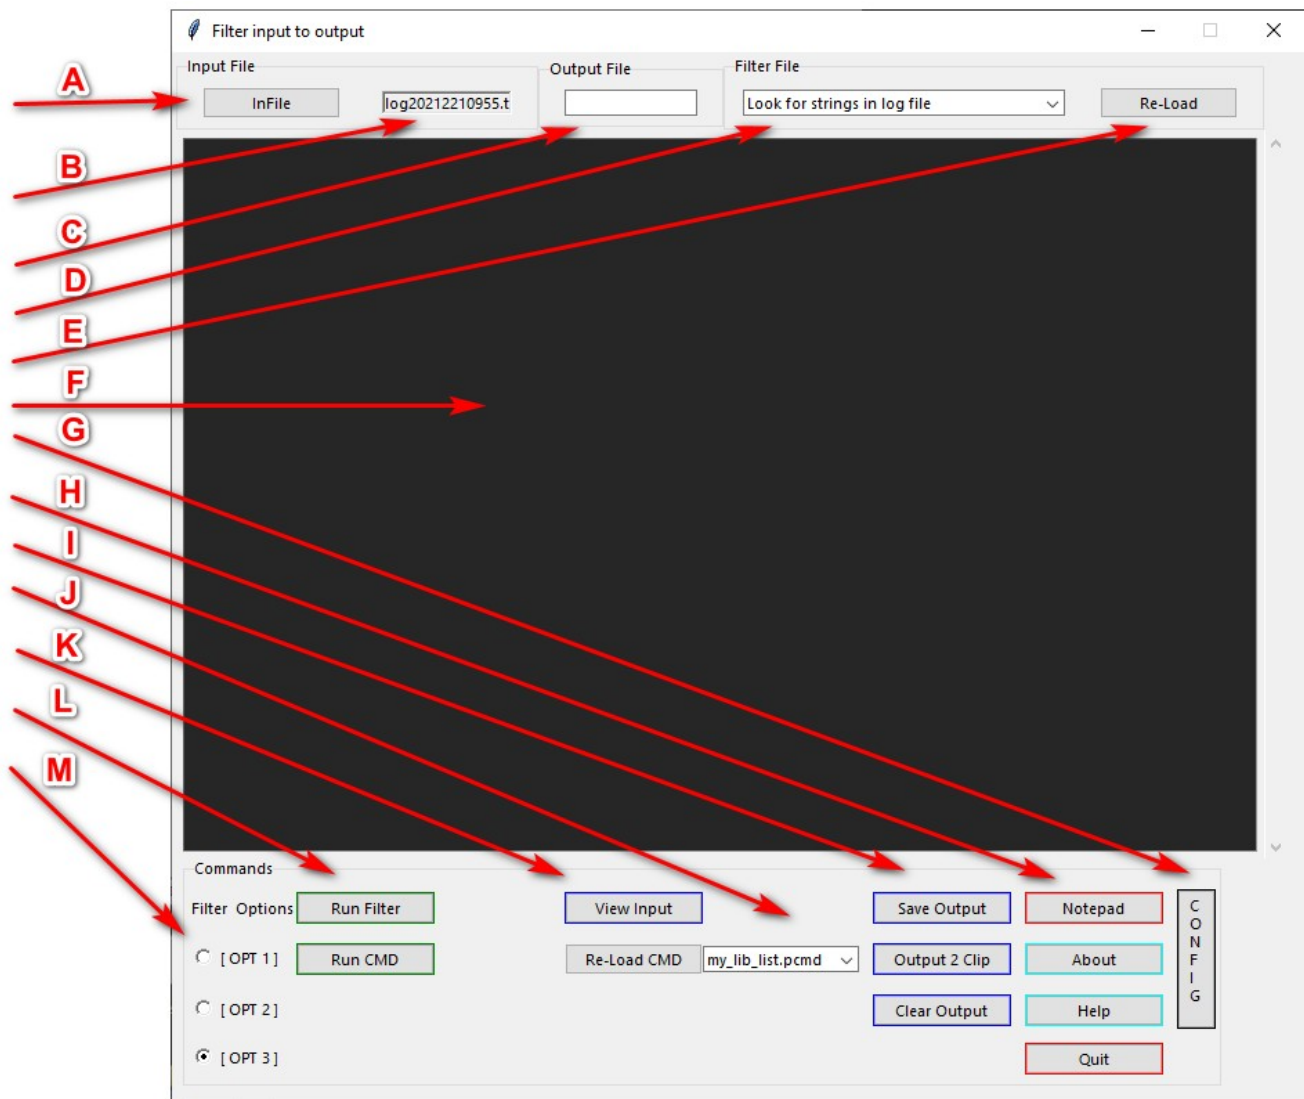 Filter input to output
Input File
Output File
Filter File
A
InFile
log20212210955.t
Look for strings in log file
Re-Load
B
C
D
E
F
G
H
I
J
K
L
M
Commands
Filter Options
Run Filter
View Input
Save Output
Notepad
CONFIG
[ OPT 1 ]
Run CMD
Re-Load CMD
my_lib_list.pcmd
Output 2 Clip
About
[ OPT 2 ]
Clear Output
Help
[ OPT 3 ]
Quit